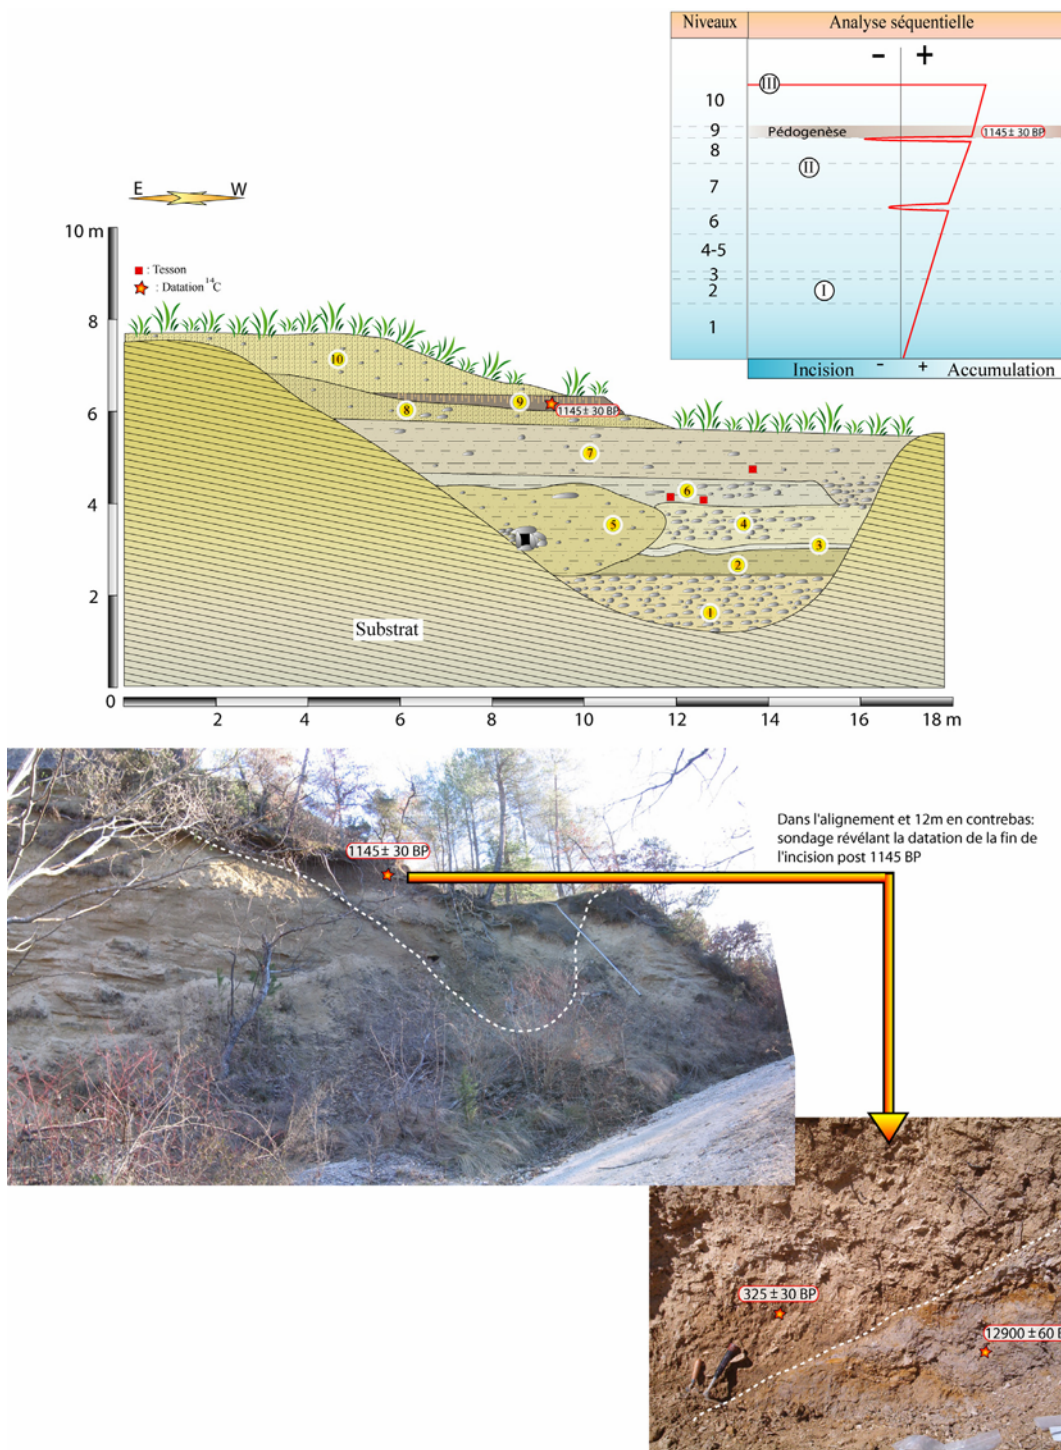 Niveaux
Analyse séquentielle
- +
III
10
9
Pédogenèse
1145± 30 BP
8
II
7
6
4-5
3
2
I
1
Incision - + Accumulation
E W
10 m
: Tesson
: Datation 14C
8
10
9
8
1145± 30 BP
6
7
6
4
5
4
3
2
2
1
Substrat
0
2 4 6 8 10 12 14 16 18 m
Dans l'alignement et 12m en contrebas:
sondage révélant la datation de la fin de
l'incision post 1145 BP
1145± 30 BP
325 ± 30 BP
12900 ± 60 B